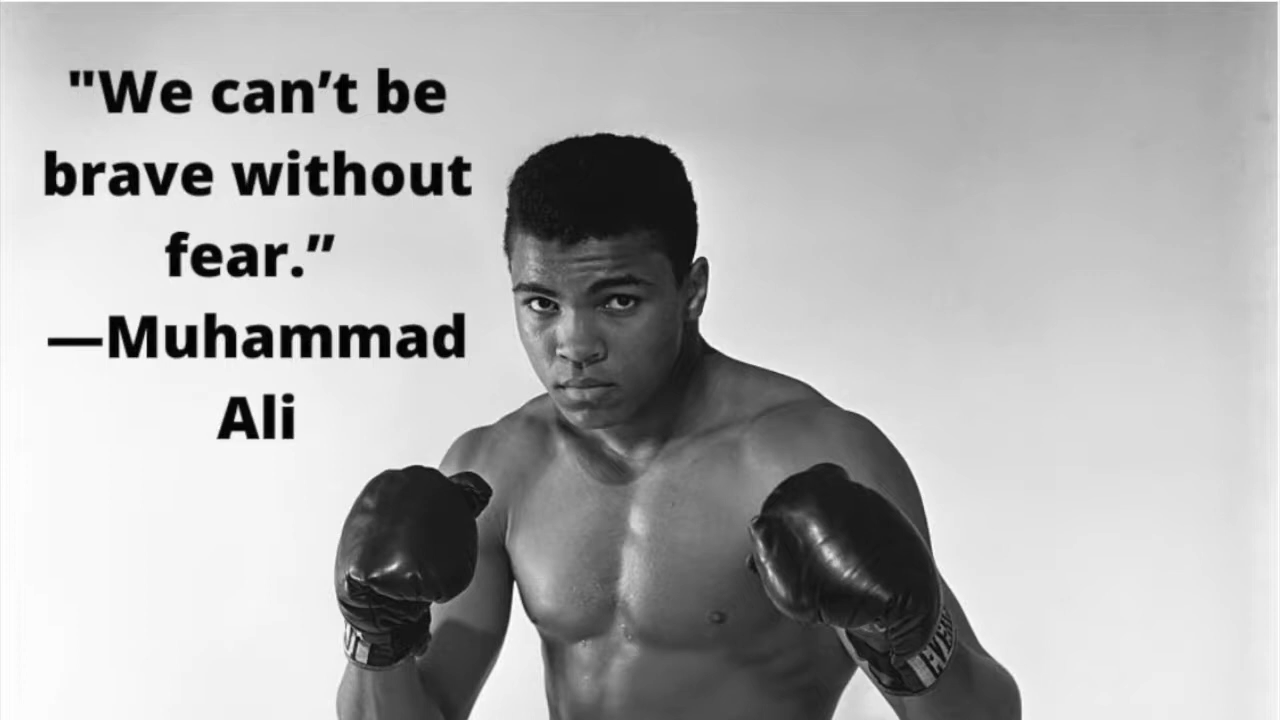 "We can’t be
brave without
fear.”
—Muhammad
Ali